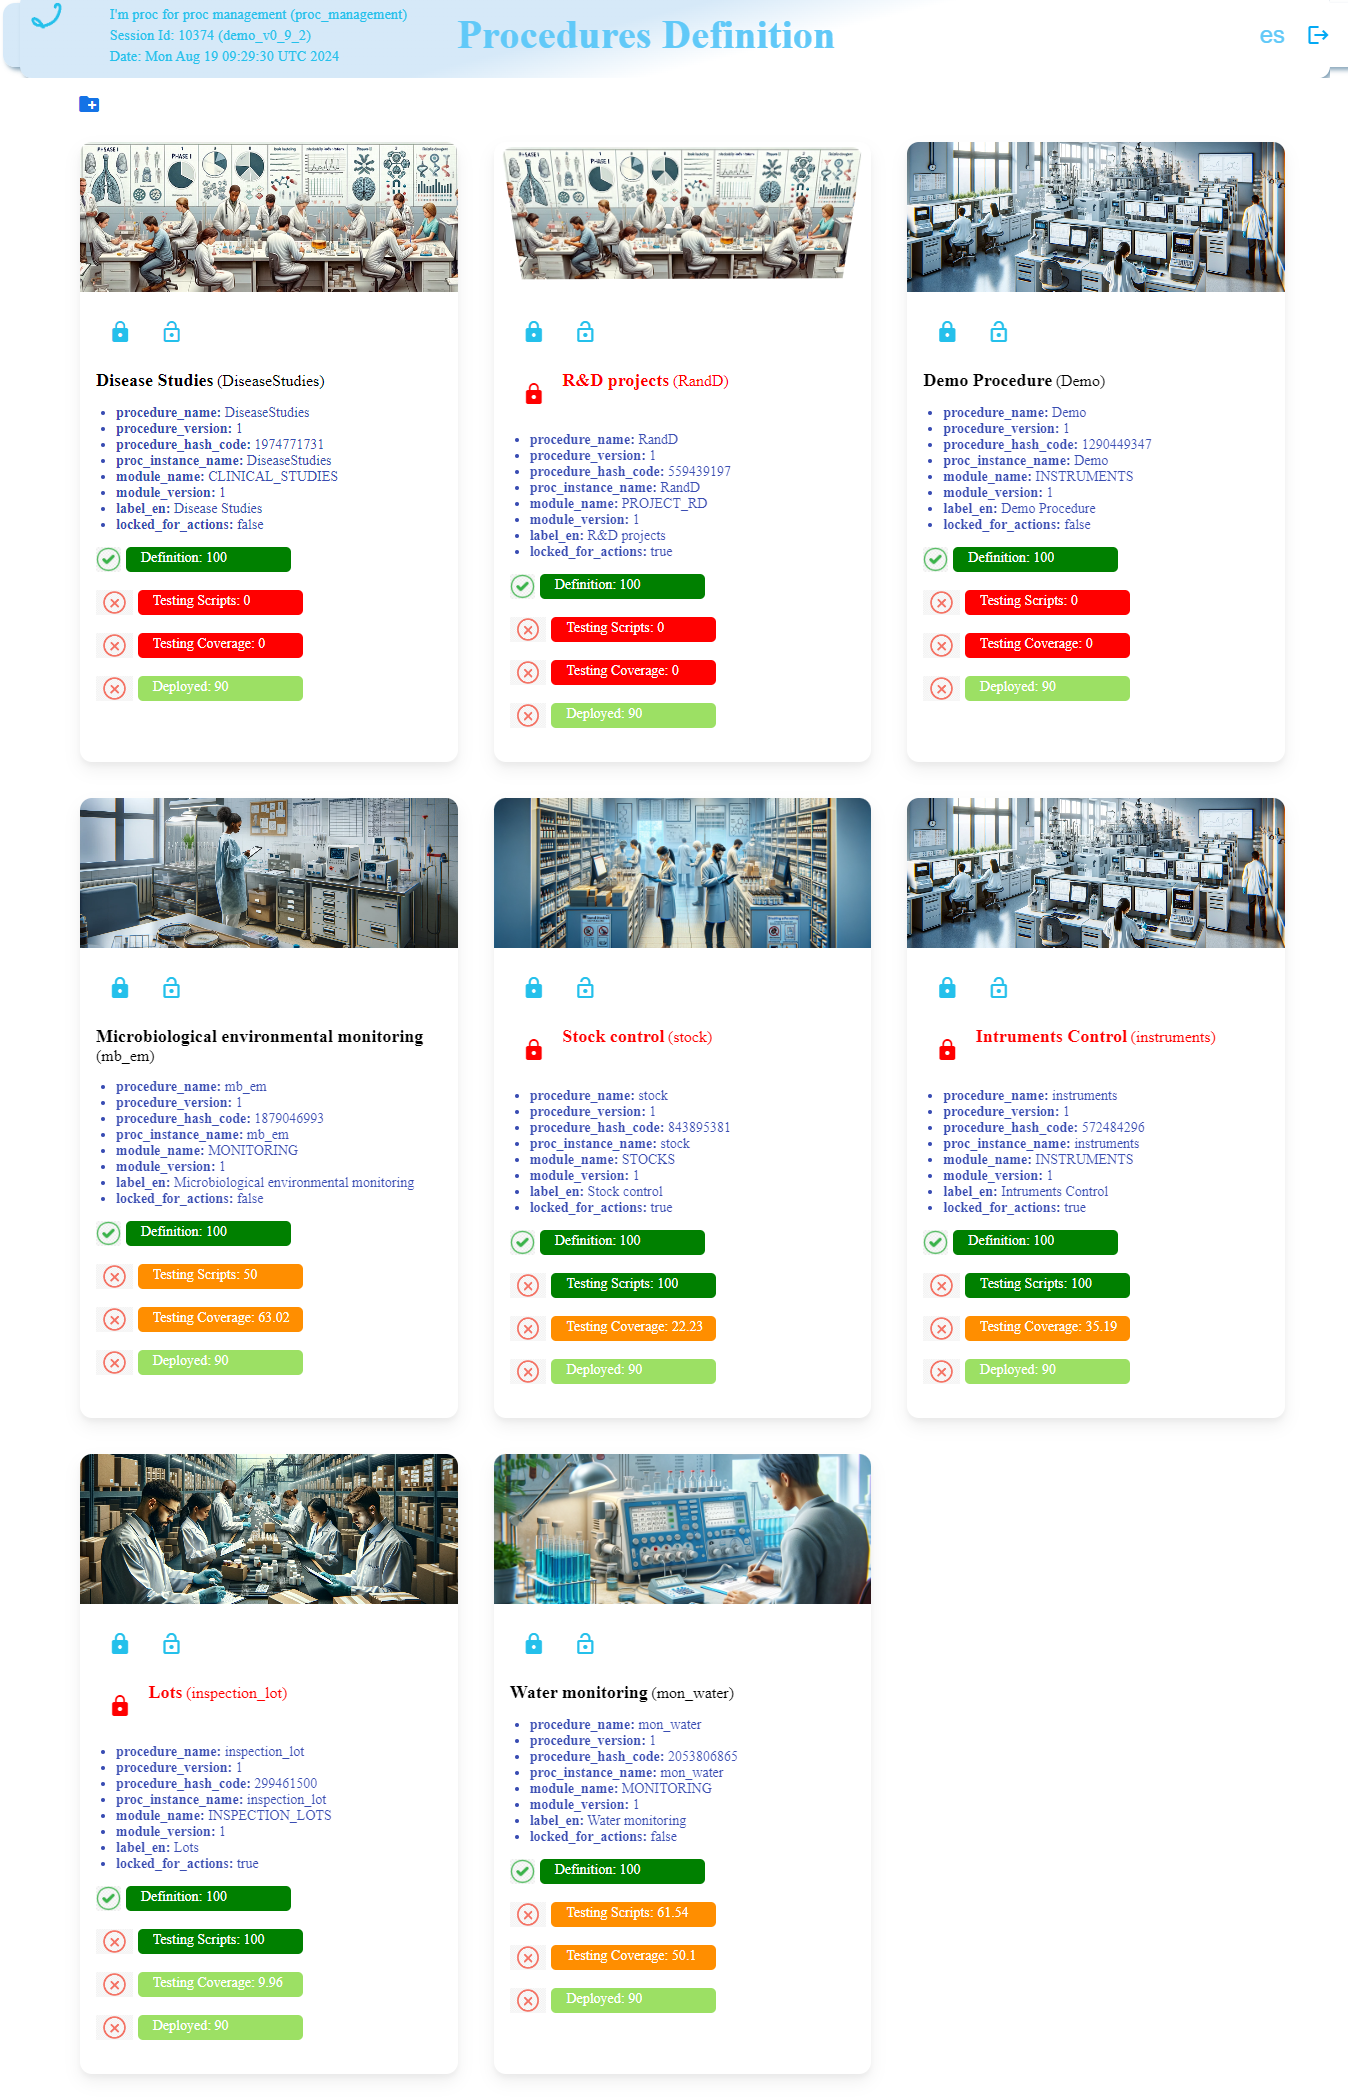 I'm proc for proc management (proc_management)
Session Id: 10374 (demo_v0_9_2)
Date: Mon Aug 19 09:29:30 UTC 2024
Procedures Definition
es
Disease Studies (DiseaseStudies)
procedure_name: DiseaseStudies
procedure_version: 1
procedure_hash_code: 1974771731
proc_instance_name: DiseaseStudies
module_name: CLINICAL_STUDIES
module_version: 1
label_en: Disease Studies
locked_for_actions: false
Definition: 100
Testing Scripts: 0
Testing Coverage: 0
Deployed: 90
R&D projects (RandD)
procedure_name: RandD
procedure_version: 1
procedure_hash_code: 559439197
proc_instance_name: RandD
module_name: PROJECT_RD
module_version: 1
label_en: R&D projects
locked_for_actions: true
Definition: 100
Testing Scripts: 0
Testing Coverage: 0
Deployed: 90
Demo Procedure (Demo)
procedure_name: Demo
procedure_version: 1
procedure_hash_code: 1290449347
proc_instance_name: Demo
module_name: INSTRUMENTS
module_version: 1
label_en: Demo Procedure
locked_for_actions: false
Definition: 100
Testing Scripts: 0
Testing Coverage: 0
Deployed: 90
Microbiological environmental monitoring
(mb_em)
procedure_name: mb_em
procedure_version: 1
procedure_hash_code: 1879046993
proc_instance_name: mb_em
module_name: MONITORING
module_version: 1
label_en: Microbiological environmental monitoring
locked_for_actions: false
Definition: 100
Testing Scripts: 50
Testing Coverage: 63.02
Deployed: 90
Stock control (stock)
procedure_name: stock
procedure_version: 1
procedure_hash_code: 843895381
proc_instance_name: stock
module_name: STOCKS
module_version: 1
label_en: Stock control
locked_for_actions: true
Definition: 100
Testing Scripts: 100
Testing Coverage: 22.23
Deployed: 90
Intruments Control (instruments)
procedure_name: instruments
procedure_version: 1
procedure_hash_code: 572484296
proc_instance_name: instruments
module_name: INSTRUMENTS
module_version: 1
label_en: Intruments Control
locked_for_actions: true
Definition: 100
Testing Scripts: 100
Testing Coverage: 35.19
Deployed: 90
Lots (inspection_lot)
procedure_name: inspection_lot
procedure_version: 1
procedure_hash_code: 299461500
proc_instance_name: inspection_lot
module_name: INSPECTION_LOTS
module_version: 1
label_en: Lots
locked_for_actions: true
Definition: 100
Testing Scripts: 100
Testing Coverage: 9.96
Deployed: 90
Water monitoring (mon_water)
procedure_name: mon_water
procedure_version: 1
procedure_hash_code: 2053806865
proc_instance_name: mon_water
module_name: MONITORING
module_version: 1
label_en: Water monitoring
locked_for_actions: false
Definition: 100
Testing Scripts: 61.54
Testing Coverage: 50.1
Deployed: 90